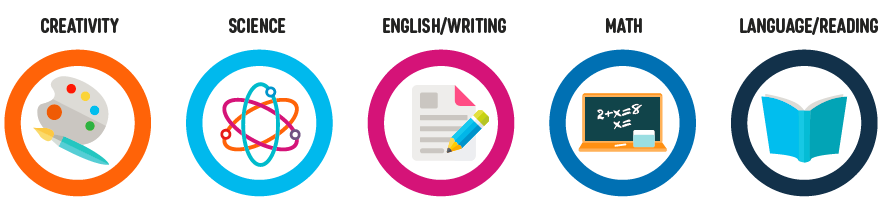 CREATIVITY
SCIENCE
ENGLISH/WRITING
MATH
LANGUAGE/READING
2+x=8
x=